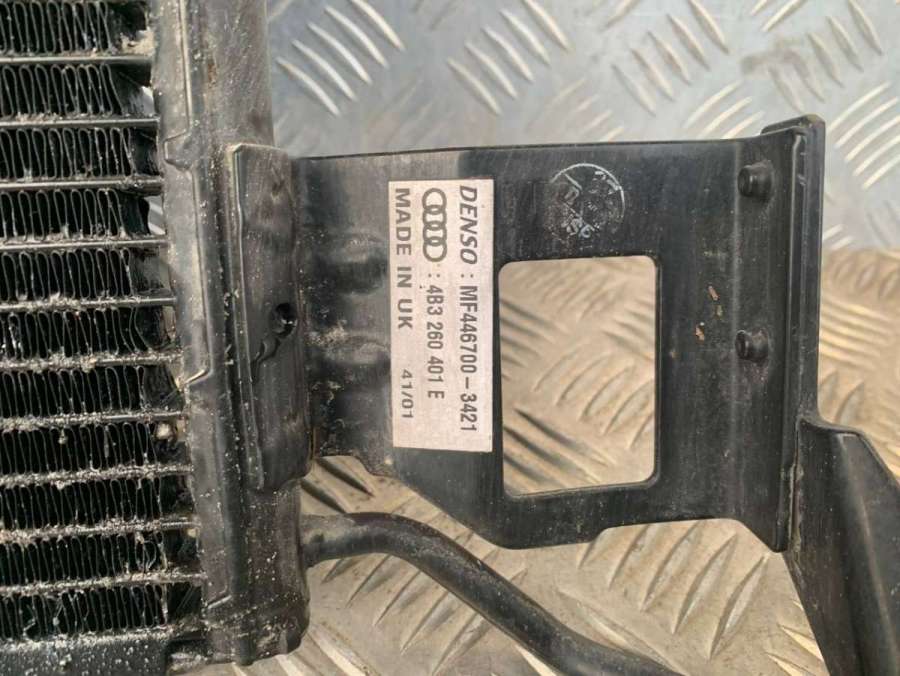 DENSO : MF446700-3421
: 4B3 260 401 E
MADE IN UK 41/01